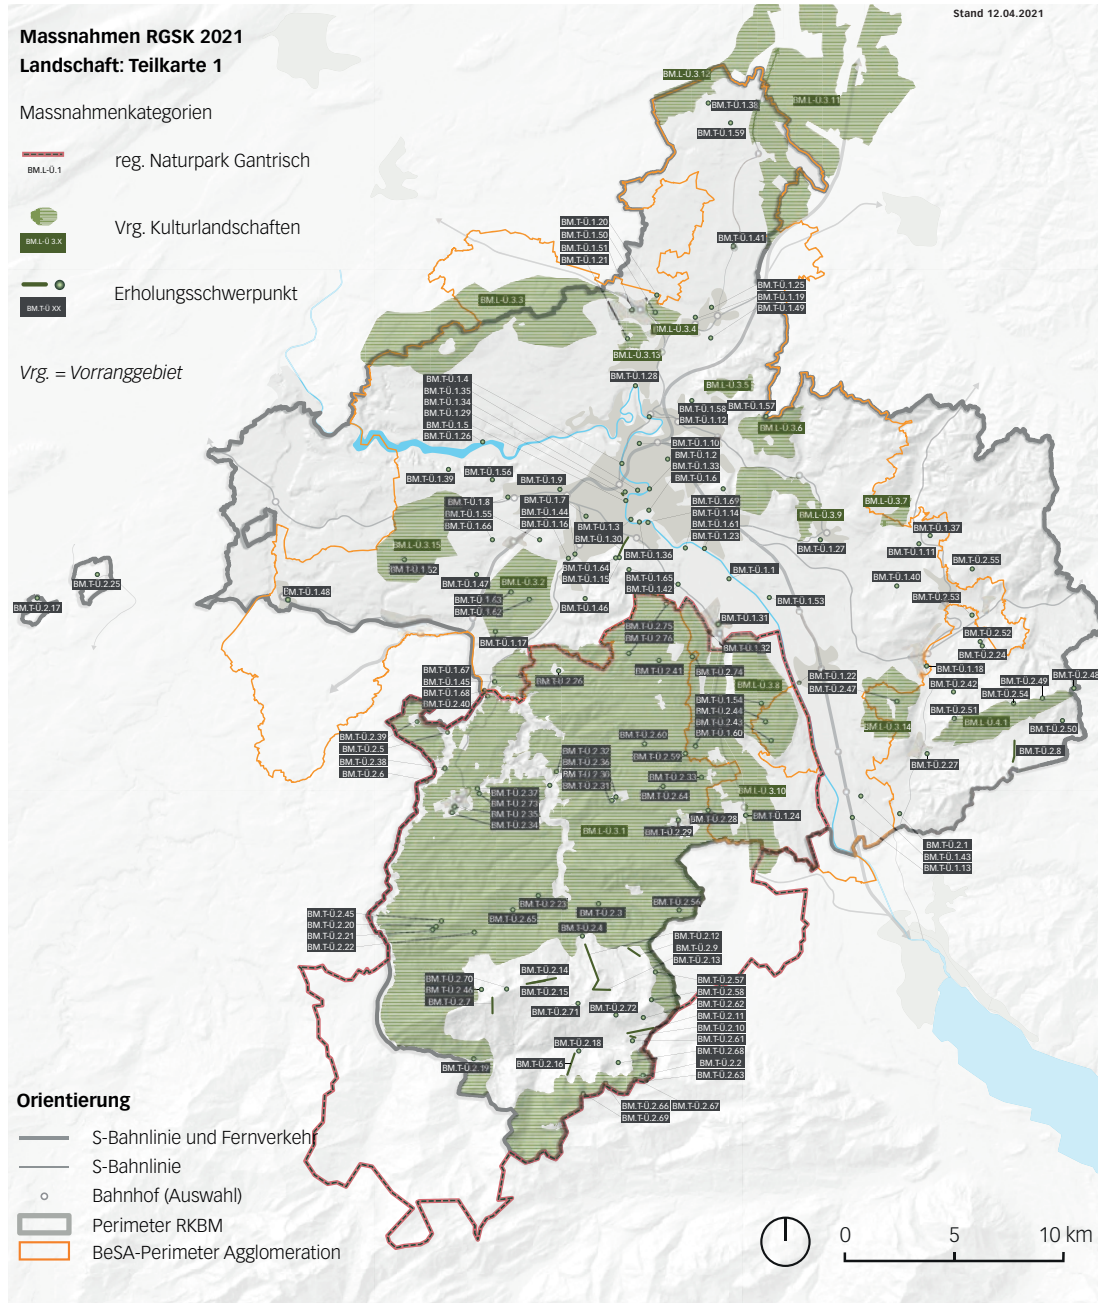 Stand 12.04.2021
Massnahmen RGSK 2021
Landschaft: Teilkarte 1
Massnahmenkategorien
BM.L-Ü.1
reg. Naturpark Gantrisch
BM.L-Ü 3.X
Vrg. Kulturlandschaften
BM.T-Ü XX
Erholungsschwerpunkt
Vrg. = Vorranggebiet
BM.L-Ü.3.12
BM.L-Ü.3.11
BM.T-Ü.1.38
BM.T-Ü.1.59
BM.T-Ü.1.20
BM.T-Ü.1.50
BM.T-Ü.1.51
BM.T-Ü.1.21
BM.T-Ü.1.41
BM.T-Ü.1.25
BM.T-Ü.1.19
BM.T-Ü.1.49
BM.L-Ü.3.3
BM.L-Ü.3.4
BM.L-Ü.3.13
BM.T-Ü.1.28
BM.T-Ü.1.4
BM.T-Ü.1.35
BM.T-Ü.1.34
BM.T-Ü.1.29
BM.T-Ü.1.5
BM.T-Ü.1.26
BM.L-Ü.3.5
BM.T-Ü.1.58
BM.T-Ü.1.12
BM.T-Ü.1.57
BM.L-Ü.3.6
BM.T-Ü.1.10
BM.T-Ü.1.2
BM.T-Ü.1.33
BM.T-Ü.1.6
BM.T-Ü.1.39
BM.T-Ü.1.56
BM.T-Ü.1.9
BM.T-Ü.1.8
BM.T-Ü.1.55
BM.T-Ü.1.66
BM.T-Ü.1.7
BM.T-Ü.1.44
BM.T-Ü.1.16
BM.T-Ü.1.3
BM.T-Ü.1.30
BM.T-Ü.1.69
BM.T-Ü.1.14
BM.T-Ü.1.61
BM.T-Ü.1.23
BM.L-Ü.3.9
BM.T-Ü.1.27
BM.L-Ü.3.7
BM.T-Ü.1.37
BM.T-Ü.1.11
BM.T-Ü.2.55
BM.T-Ü.1.40
BM.T-Ü.2.53
BM.L-Ü.3.15
BM.T-Ü.1.52
BM.T-Ü.1.47
BM.L-Ü.3.2
BM.T-Ü.1.63
BM.T-Ü.1.62
BM.T-Ü.1.36
BM.T-Ü.1.64
BM.T-Ü.1.15
BM.T-Ü.1.65
BM.T-Ü.1.42
BM.T-Ü.1.1
BM.T-Ü.1.53
BM.T-Ü.1.46
BM.T-Ü.2.25
BM.T-Ü.2.17
BM.T-Ü.1.48
BM.T-Ü.1.17
BM.T-Ü.1.31
BM.T-Ü.1.32
BM.T-Ü.2.75
BM.T-Ü.2.76
BM.T-Ü.2.52
BM.T-Ü.2.24
BM.T-Ü.1.18
BM.T-Ü.1.67
BM.T-Ü.1.45
BM.T-Ü.1.68
BM.T-Ü.2.40
BM.T-Ü.2.26
BM.T-Ü.2.41
BM.T-Ü.2.74
BM.L-Ü.3.8
BM.T-Ü.1.22
BM.T-Ü.2.47
BM.T-Ü.2.42
BM.T-Ü.2.49
BM.T-Ü.2.48
BM.T-Ü.2.54
BM.T-Ü.2.51
BM.L-Ü.4.1
BM.T-Ü.2.50
BM.T-Ü.2.8
BM.T-Ü.2.27
BM.L-Ü.3.14
BM.T-Ü.1.54
BM.T-Ü.2.44
BM.T-Ü.2.43
BM.T-Ü.1.60
BM.T-Ü.2.39
BM.T-Ü.2.5
BM.T-Ü.2.38
BM.T-Ü.2.6
BM.T-Ü.2.60
BM.T-Ü.2.59
BM.T-Ü.2.32
BM.T-Ü.2.36
BM.T-Ü.2.30
BM.T-Ü.2.31
BM.T-Ü.2.33
BM.T-Ü.2.64
BM.L-Ü.3.10
BM.T-Ü.2.37
BM.T-Ü.2.73
BM.T-Ü.2.35
BM.T-Ü.2.34
BM.T-Ü.2.28
BM.T-Ü.1.24
BM.L-Ü.3.1
BM.T-Ü.2.29
BM.T-Ü.2.1
BM.T-Ü.1.43
BM.T-Ü.1.13
BM.T-Ü.2.45
BM.T-Ü.2.20
BM.T-Ü.2.21
BM.T-Ü.2.22
BM.T-Ü.2.23
BM.T-Ü.2.65
BM.T-Ü.2.3
BM.T-Ü.2.4
BM.T-Ü.2.56
BM.T-Ü.2.12
BM.T-Ü.2.9
BM.T-Ü.2.13
BM.T-Ü.2.70
BM.T-Ü.2.46
BM.T-Ü.2.7
BM.T-Ü.2.14
BM.T-Ü.2.15
BM.T-Ü.2.71
BM.T-Ü.2.72
BM.T-Ü.2.57
BM.T-Ü.2.58
BM.T-Ü.2.62
BM.T-Ü.2.11
BM.T-Ü.2.10
BM.T-Ü.2.61
BM.T-Ü.2.68
BM.T-Ü.2.2
BM.T-Ü.2.63
BM.T-Ü.2.18
BM.T-Ü.2.16
BM.T-Ü.2.19
BM.T-Ü.2.66
BM.T-Ü.2.67
BM.T-Ü.2.69
Orientierung
S-Bahnlinie und Fernverkehr
S-Bahnlinie
Bahnhof (Auswahl)
Perimeter RKBM
BeSA-Perimeter Agglomeration
0
5
10 km